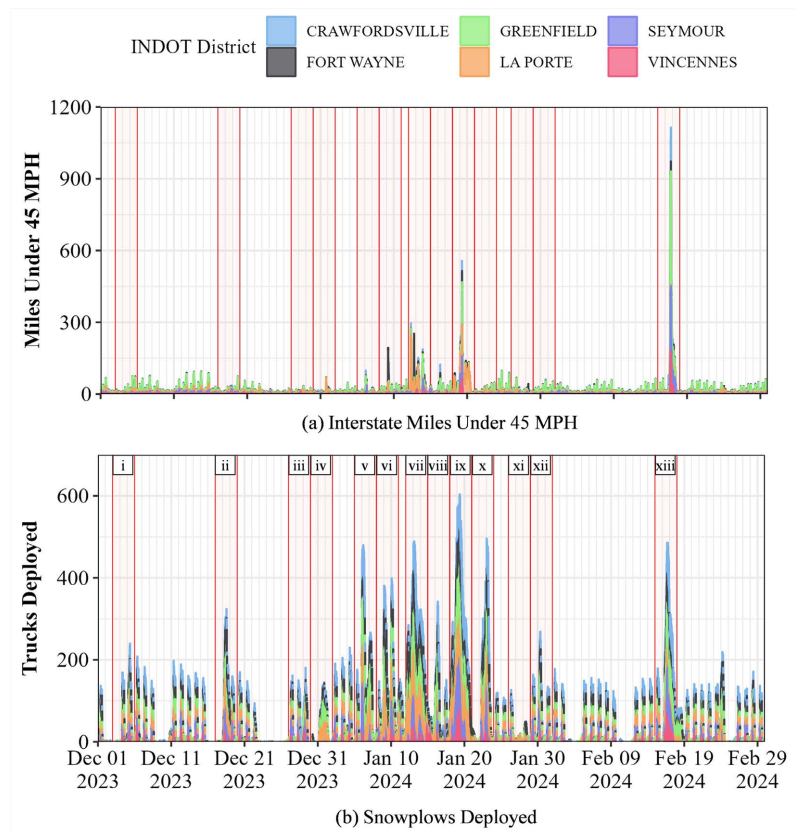 INDOT District
CRAWFORDSVILLE GREENFIELD SEYMOUR
FORT WAYNE LA PORTE VINCENNES
Miles Under 45 MPH
1200
900
600
300
0
(a) Interstate Miles Under 45 MPH
i ii iii iv v vi vii viii ix x xi xii xiii
Trucks Deployed
600
400
200
0
Dec 01 Dec 11 Dec 21 Dec 31 Jan 10 Jan 20 Jan 30 Feb 09 Feb 19 Feb 29
2023 2023 2023 2023 2024 2024 2024 2024 2024 2024
(b) Snowplows Deployed